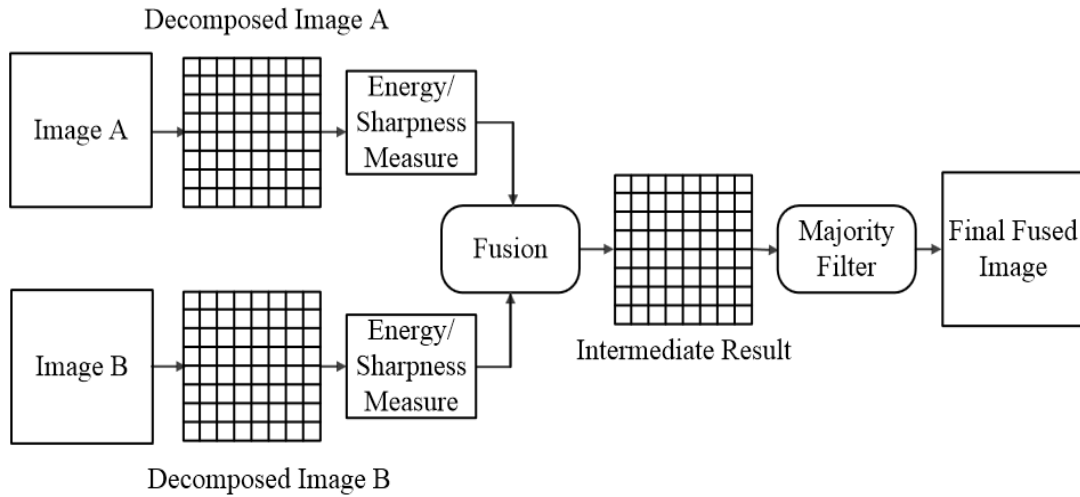 Decomposed Image A
Image A
Energy/
Sharpness
Measure
Fusion
Intermediate Result
Majority
Filter
Final Fused
Image
Image B
Energy/
Sharpness
Measure
Decomposed Image B